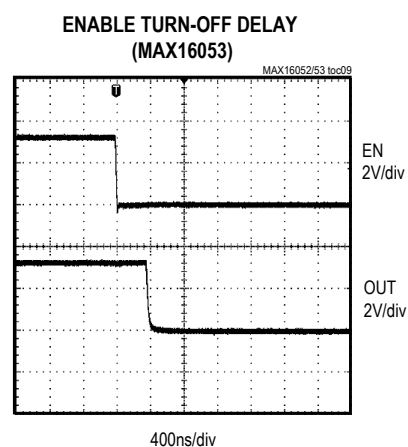 ENABLE TURN-OFF DELAY
(MAX16053)
MAX16052/53 toc09
T
EN
2V/div
OUT
2V/div
400ns/div